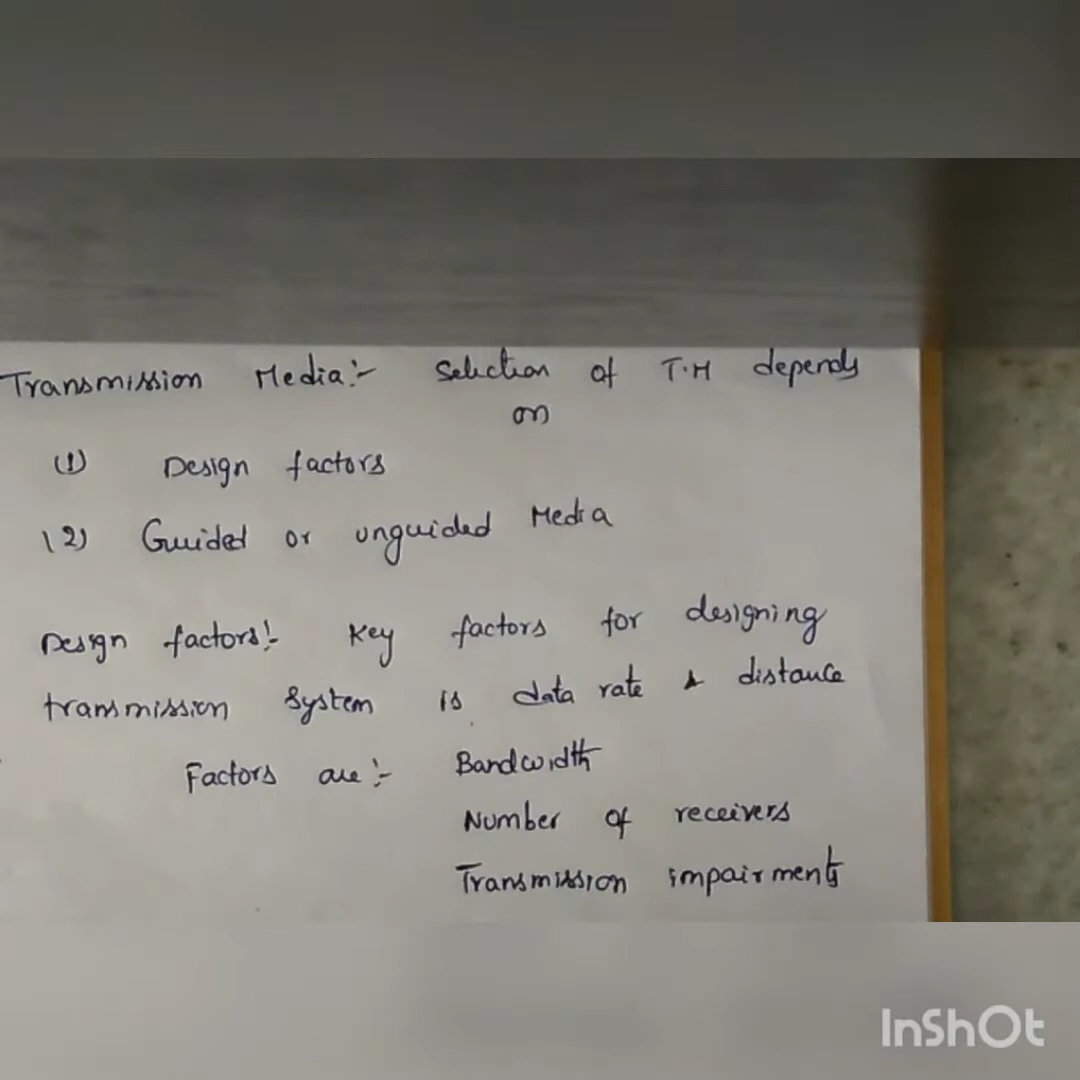 Transmission Media:- Selection of T.M depends
on
(1) Design factors
(2) Guided or unguided Media
Design factors:- Key factors for designing
transmission system is data rate & distance
Factors are:- Bandwidth
Number of receivers
Transmission impairments
InShOt